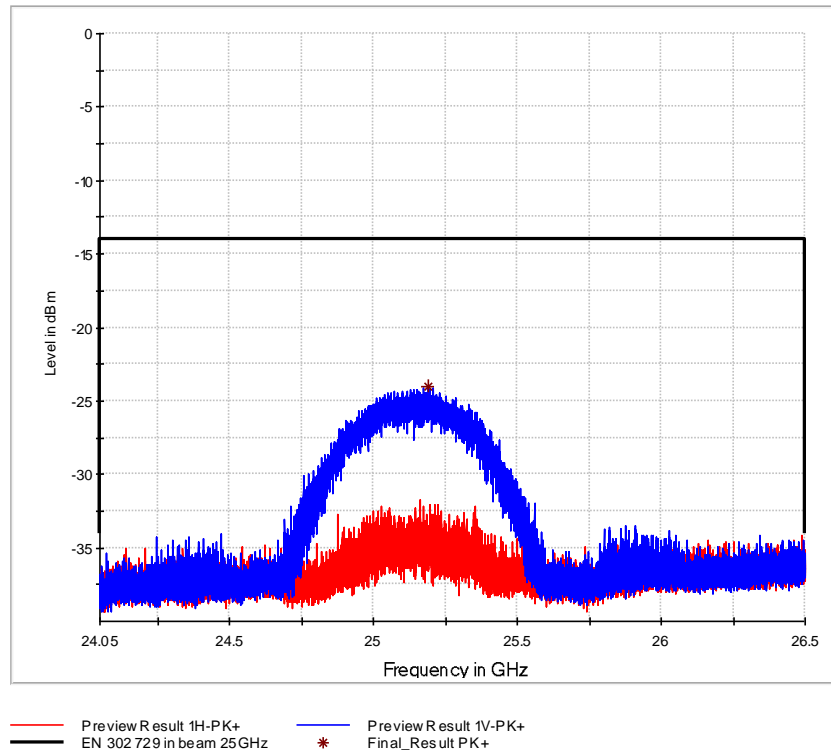 0
-5
-10
-15
-20
-25
-30
-35
Level in dBm
24.05 24.5 25 25.5 26 26.5
Frequency in GHz
Preview Result 1H-PK+ Preview Result 1V-PK+
EN 302 729 in beam 25GHz Final_Result PK+